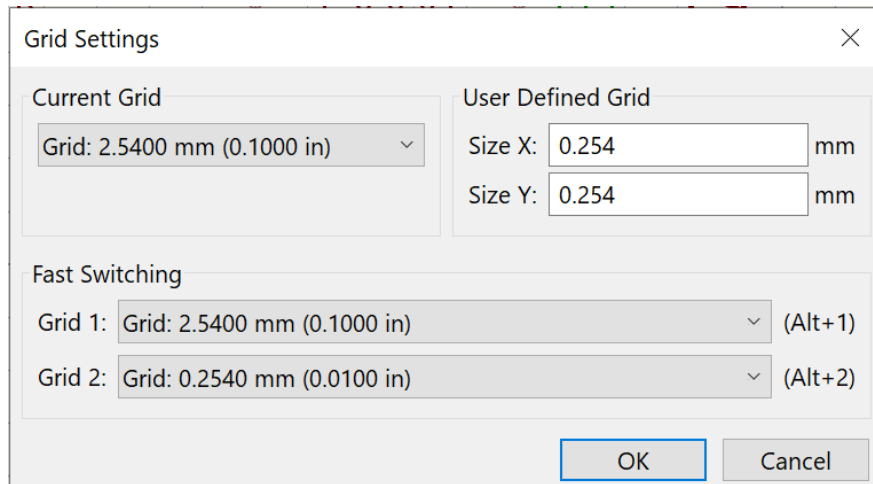 Grid Settings
Current Grid
Grid: 2.5400 mm (0.1000 in)
User Defined Grid
Size X: 0.254 mm
Size Y: 0.254 mm
Fast Switching
Grid 1: Grid: 2.5400 mm (0.1000 in) (Alt+1)
Grid 2: Grid: 0.2540 mm (0.0100 in) (Alt+2)
OK Cancel